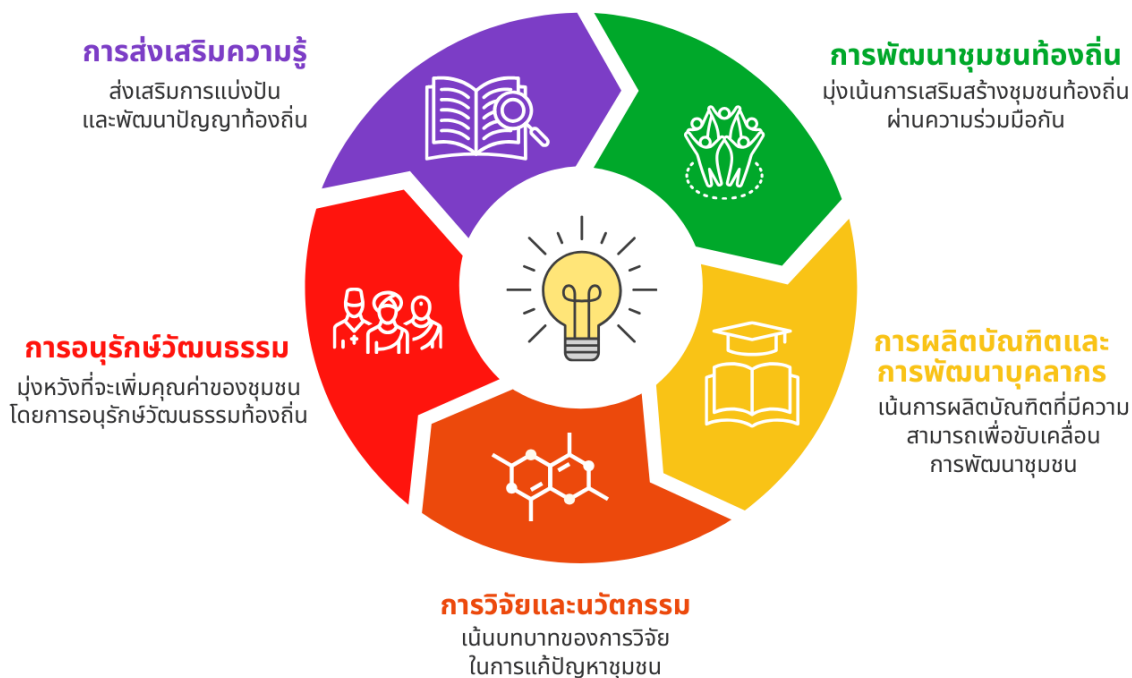 การส่งเสริมความรู้
ส่งเสริมการแบ่งปัน
และพัฒนาปัญญาท้องถิ่น
การพัฒนาชุมชนท้องถิ่น
มุ่งเน้นการเสริมสร้างชุมชนท้องถิ่น
ผ่านความร่วมมือกัน
การอนุรักษ์วัฒนธรรม
มุ่งหวังที่จะเพิ่มคุณค่าของชุมชน
โดยการอนุรักษ์วัฒนธรรมท้องถิ่น
การผลิตบัณฑิตและ
การพัฒนาบุคลากร
เน้นการผลิตบัณฑิตที่มีความ
สามารถเพื่อขับเคลื่อน
การพัฒนาชุมชน
การวิจัยและนวัตกรรม
เน้นบทบาทของการวิจัย
ในการแก้ปัญหาชุมชน